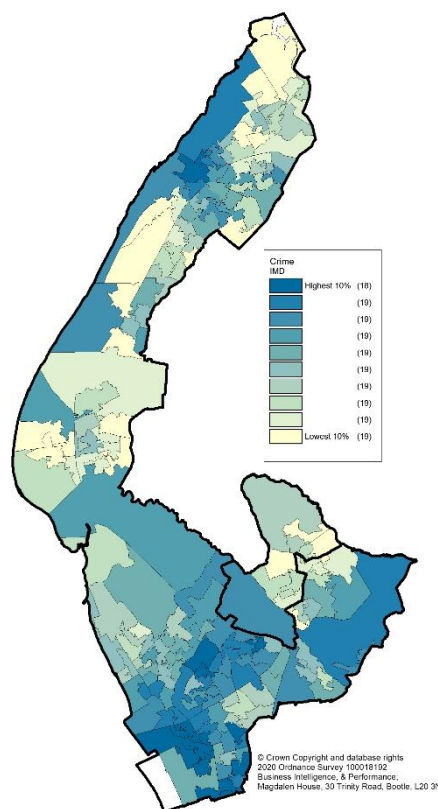 Crime
IMD
Highest 10% (18)
(19)
(19)
(19)
(19)
(19)
(19)
(19)
(19)
Lowest 10% (19)
© Crown Copyright and database rights
2020 Ordnance Survey 100018192
Business Intelligence, & Performance,
Magdalen House, 30 Trinity Road, Bootle, L20 3N